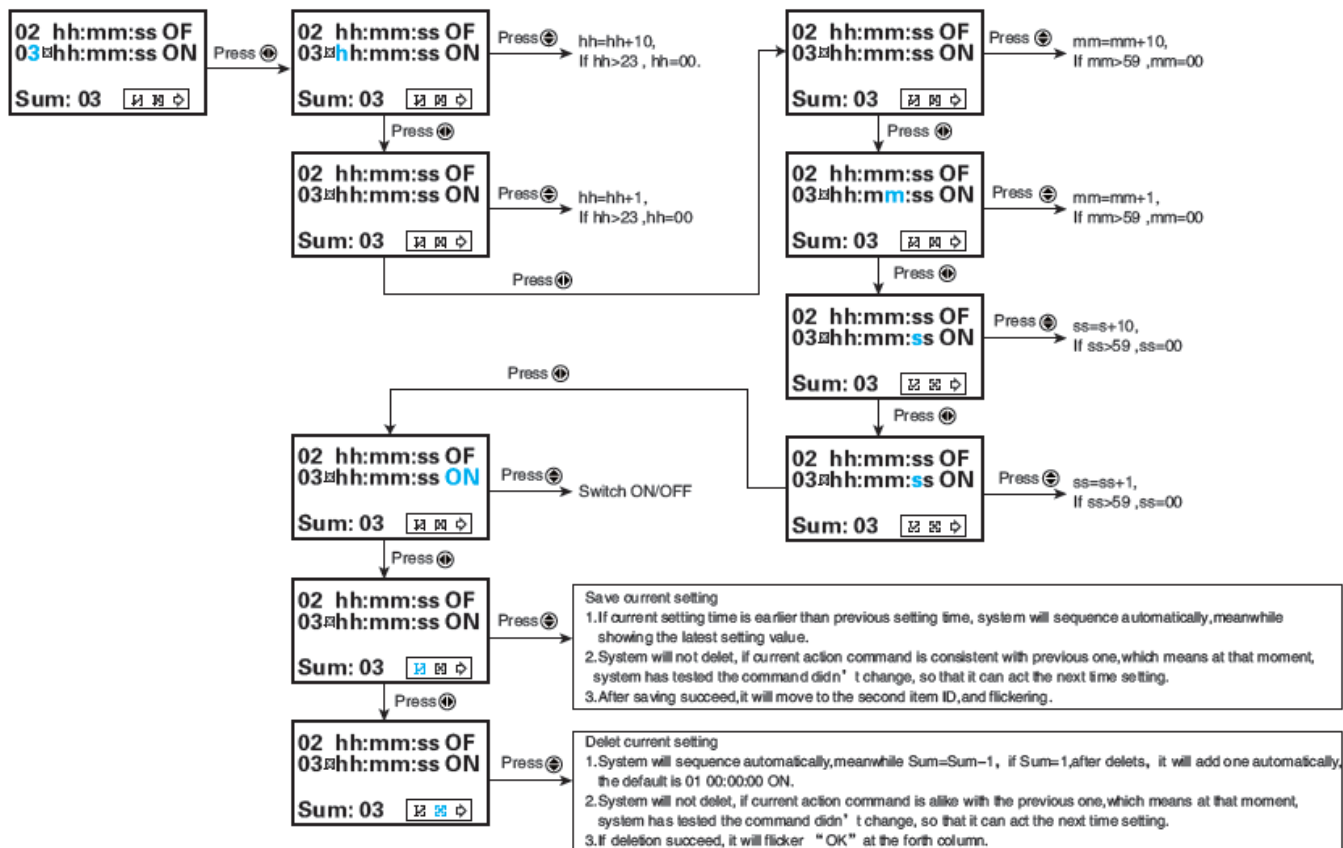 02 hh:mm:ss OF
03 hh:mm:ss ON
Sum: 03
Press
02 hh:mm:ss OF
03 hh:mm:ss ON
Sum: 03
Press
hh=hh+10,
If hh>23 , hh=00.
Press
02 hh:mm:ss OF
03 hh:mm:ss ON
Sum: 03
Press
hh=hh+1,
If hh>23 ,hh=00
Press
02 hh:mm:ss OF
03 hh:mm:ss ON
Sum: 03
Press
mm=mm+10,
If mm>59 ,mm=00
Press
02 hh:mm:ss OF
03 hh:mm:ss ON
Sum: 03
Press
mm=mm+1,
If mm>59 ,mm=00
Press
02 hh:mm:ss OF
03 hh:mm:ss ON
Sum: 03
Press
ss=s+10,
If ss>59 ,ss=00
Press
02 hh:mm:ss OF
03 hh:mm:ss ON
Sum: 03
Press
ss=ss+1,
If ss>59 ,ss=00
Press
02 hh:mm:ss OF
03 hh:mm:ss ON
Sum: 03
Press
Switch ON/OFF
Press
02 hh:mm:ss OF
03 hh:mm:ss ON
Sum: 03
Press
Save current setting
1.If current setting time is earlier than previous setting time, system will sequence automatically,meanwhile
showing the latest setting value.
2.System will not delet, if current action command is consistent with previous one,which means at that moment,
system has tested the command didn' t change, so that it can act the next time setting.
3.After saving succeed,it will move to the second item ID,and flickering.
Press
02 hh:mm:ss OF
03 hh:mm:ss ON
Sum: 03
Press
Delet current setting
1.System will sequence automatically,meanwhile Sum=Sum−1, if Sum=1,after delets, it will add one automatically,
the default is 01 00:00:00 ON.
2.System will not delet, if current action command is alike with the previous one,which means at that moment,
system has tested the command didn' t change, so that it can act the next time setting.
3.If deletion succeed, it will flicker “OK” at the forth column.